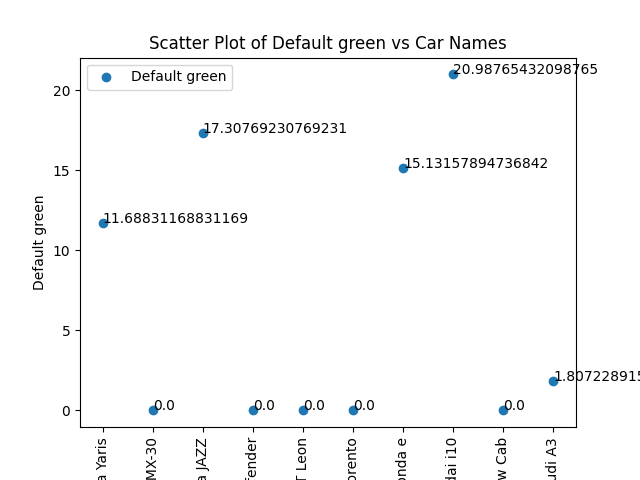 Scatter Plot of Default green vs Car Names
Default green
20.98765432098765
17.30769230769231
15.13157894736842
11.68831168831169
1.807228915
0.0
0.0
0.0
0.0
0.0
20
15
10
5
0
Default green
a Yaris
MX-30
a JAZZ
fender
T Leon
orento
onda e
dai i10
w Cab
udi A3